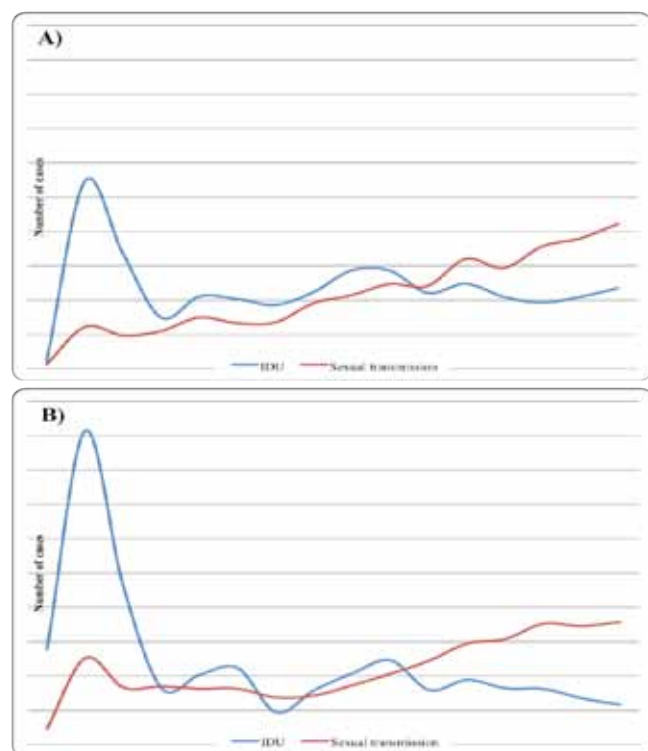 A)
Number of cases
IDU
Sexual transmission
B)
Number of cases
IDU
Sexual transmission